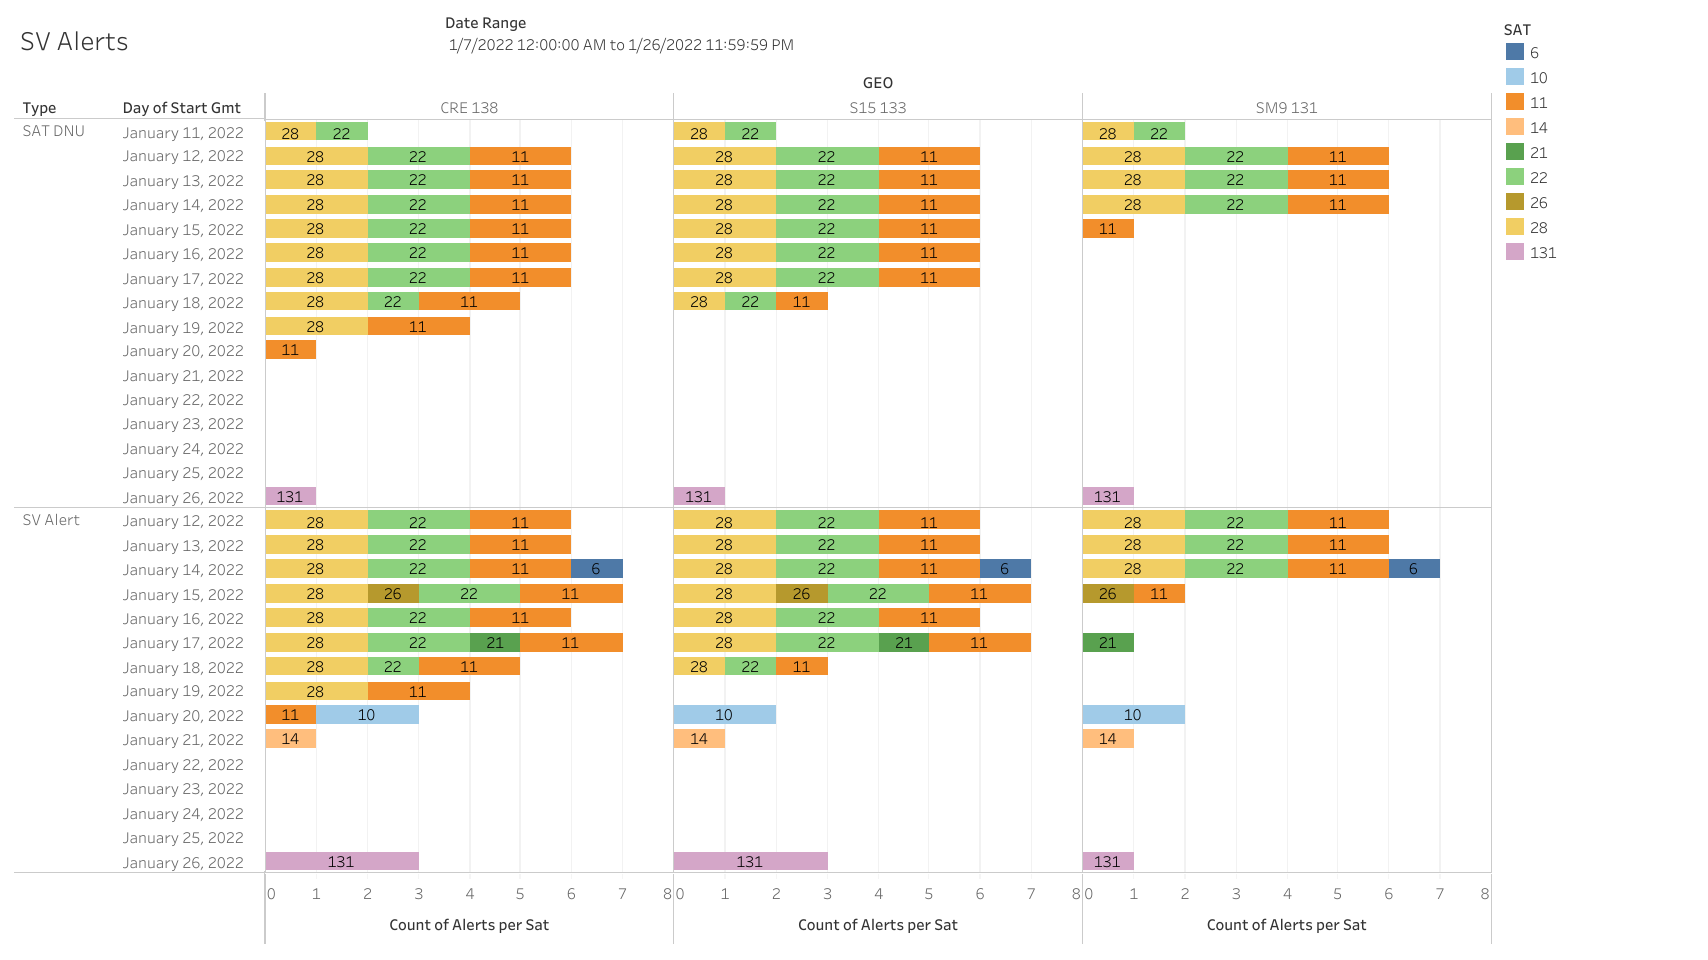 SV Alerts
Date Range
1/7/2022 12:00:00 AM to 1/26/2022 11:59:59 PM
SAT
6
10
11
14
21
22
26
28
131
GEO
Type Day of Start Gmt CRE 138 S15 133 SM9 131
SAT DNU January 11, 2022 28 22 28 22 28 22
January 12, 2022 28 22 11 28 22 11 28 22 11
January 13, 2022 28 22 11 28 22 11 28 22 11
January 14, 2022 28 22 11 28 22 11 28 22 11
January 15, 2022 28 22 11 28 22 11 11
January 16, 2022 28 22 11 28 22 11
January 17, 2022 28 22 11 28 22 11
January 18, 2022 28 22 11 28 22 11
January 19, 2022 28 11
January 20, 2022 11
January 21, 2022
January 22, 2022
January 23, 2022
January 24, 2022
January 25, 2022
January 26, 2022 131 131 131
SV Alert January 12, 2022 28 22 11 28 22 11 28 22 11
January 13, 2022 28 22 11 28 22 11 28 22 11
January 14, 2022 28 22 11 6 28 22 11 6 28 22 11 6
January 15, 2022 28 26 22 11 28 26 22 11 26 11
January 16, 2022 28 22 11 28 22 11
January 17, 2022 28 22 21 11 28 22 21 11 21
January 18, 2022 28 22 11 28 22 11
January 19, 2022 28 11
January 20, 2022 11 10 10 10
January 21, 2022 14 14 14
January 22, 2022
January 23, 2022
January 24, 2022
January 25, 2022
January 26, 2022 131 131 131
0 1 2 3 4 5 6 7 8 0 1 2 3 4 5 6 7 8 0 1 2 3 4 5 6 7 8
Count of Alerts per Sat Count of Alerts per Sat Count of Alerts per Sat